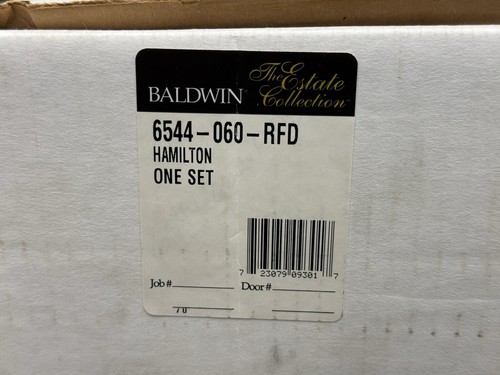 BALDWIN The Estate Collection
6544-060-RFD
HAMILTON
ONE SET
7 23079 09301 7
Job# Door#